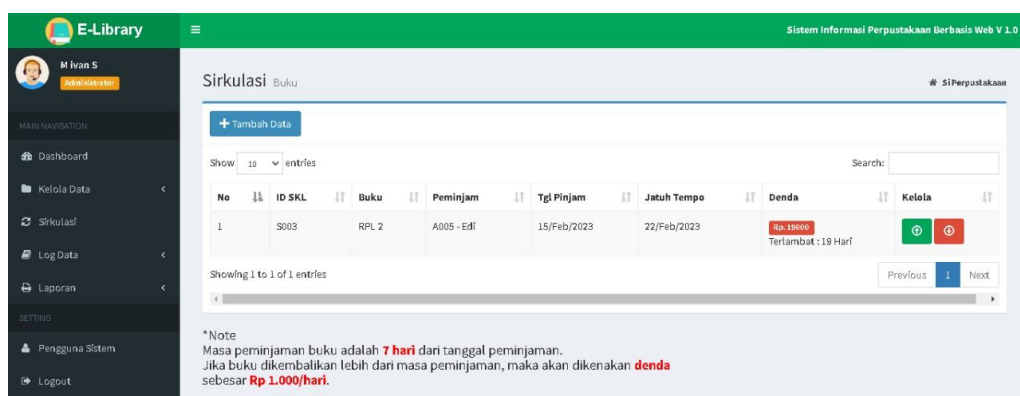 E-Library
Sistem Informasi Perpustakaan Berbasis Web V 1.0
M ivan S
Administrator
MAIN NAVIGATION
Dashboard
Kelola Data
Sirkulasi
Log Data
Laporan
SETTING
Pengguna Sistem
Logout
Sirkulasi Buku
Si Perpustakaan
Tambah Data
Show 10 entries
Search:
No ID SKL Buku Peminjam Tgl Pinjam Jatuh Tempo Denda Kelola
1 S003 RPL 2 A005 - Edi 15/Feb/2023 22/Feb/2023 Rp. 19000
Terlambat : 19 Hari
Showing 1 to 1 of 1 entries
Previous 1 Next
*Note
Masa peminjaman buku adalah 7 hari dari tanggal peminjaman.
Jika buku dikembalikan lebih dari masa peminjaman, maka akan dikenakan denda
sebesar Rp 1.000/hari.